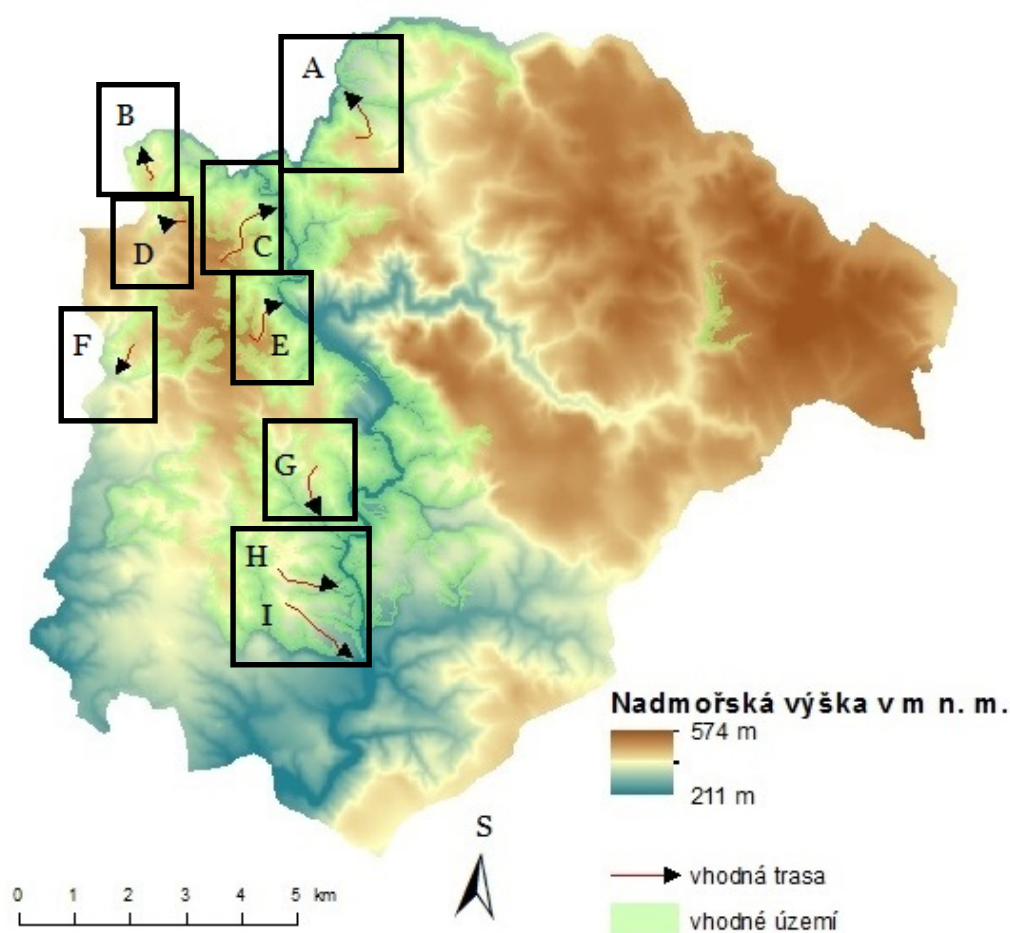 A
B
C
D
E
F
G
H
I
Nadmořská výška v m n. m.
574 m
211 m
S
0 1 2 3 4 5 km
vhodná trasa
vhodné území